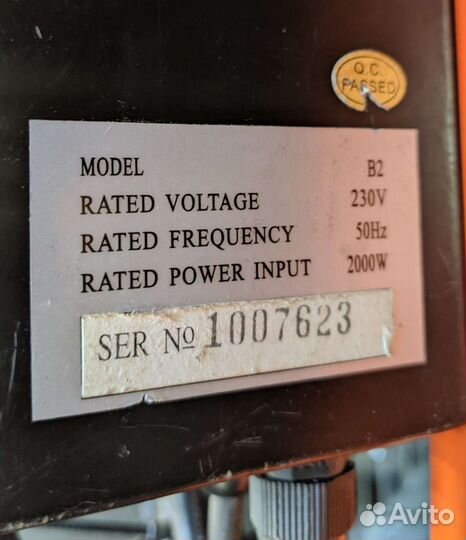 Q.C.
PASSED
MODEL B2
RATED VOLTAGE 230V
RATED FREQUENCY 50Hz
RATED POWER INPUT 2000W
SER № 1007623
Avito